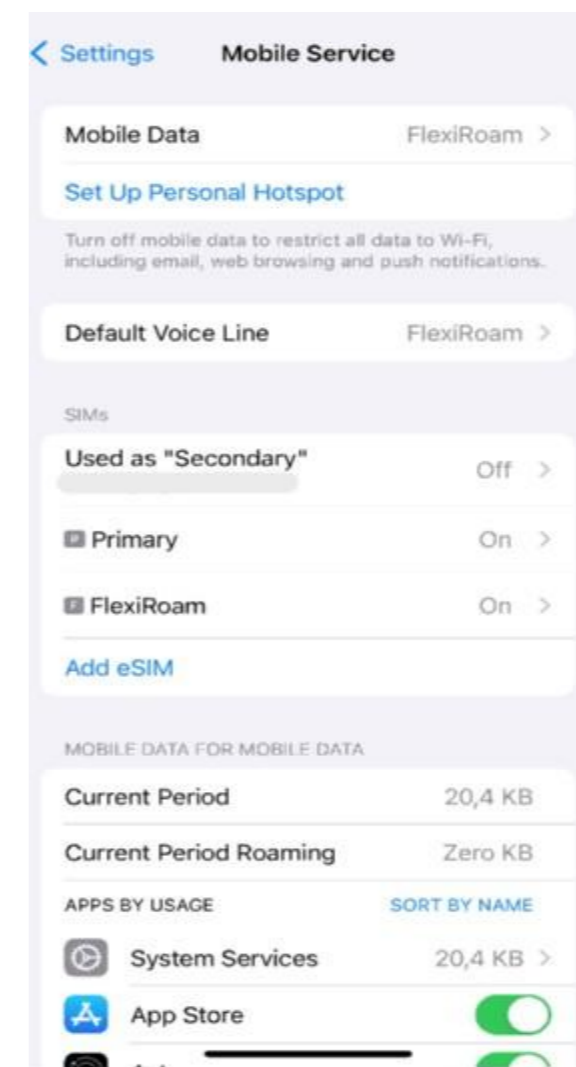 Settings
Mobile Service
Mobile Data
FlexiRoam
Set Up Personal Hotspot
Turn off mobile data to restrict all data to Wi-Fi,
including email, web browsing and push notifications.
Default Voice Line
FlexiRoam
SIMs
Used as "Secondary"
Off
P Primary
On
F FlexiRoam
On
Add eSIM
MOBILE DATA FOR MOBILE DATA
Current Period
20,4 KB
Current Period Roaming
Zero KB
APPS BY USAGE
SORT BY NAME
System Services
20,4 KB
App Store